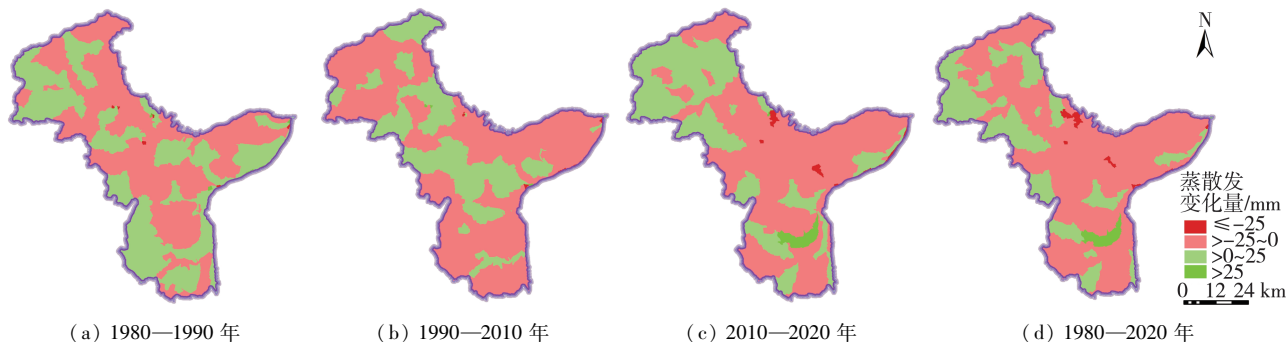 N
蒸散发
变化量/mm
≤-25
>-25~0
>0~25
>25
0 12 24 km
(a) 1980—1990 年
(b) 1990—2010 年
(c) 2010—2020 年
(d) 1980—2020 年